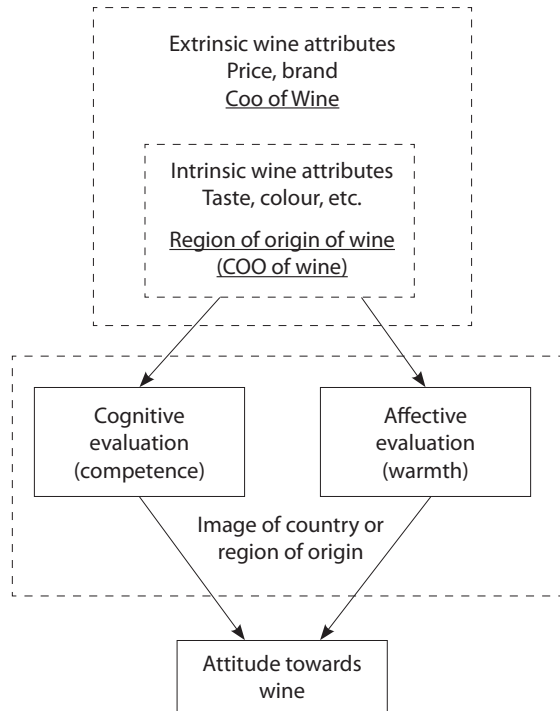 Extrinsic wine attributes
Price, brand
Coo of Wine
Intrinsic wine attributes
Taste, colour, etc.
Region of origin of wine
(COO of wine)
Cognitive
evaluation
(competence)
Affective
evaluation
(warmth)
Image of country or
region of origin
Attitude towards
wine